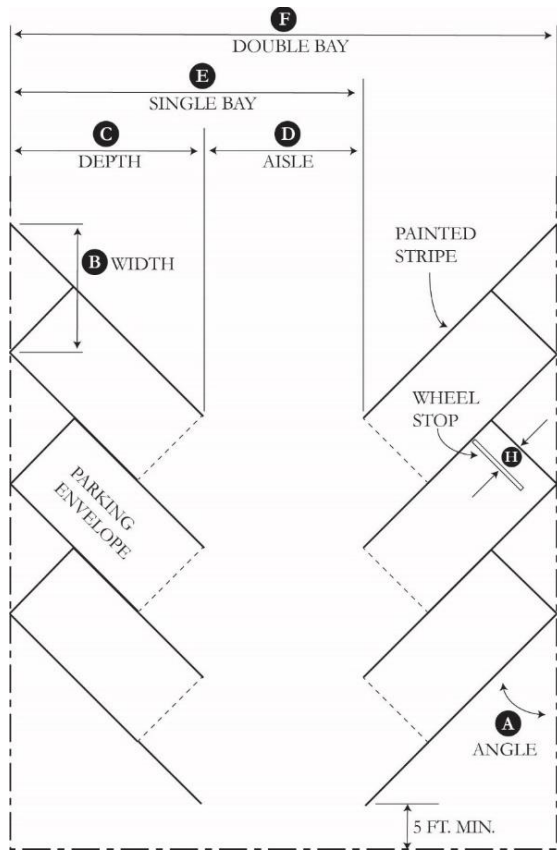 F
DOUBLE BAY
E
SINGLE BAY
C
D
DEPTH
AISLE
PAINTED
STRIPE
B WIDTH
WHEEL
STOP
H
PARKING
ENVELOPE
A
ANGLE
5 FT. MIN.